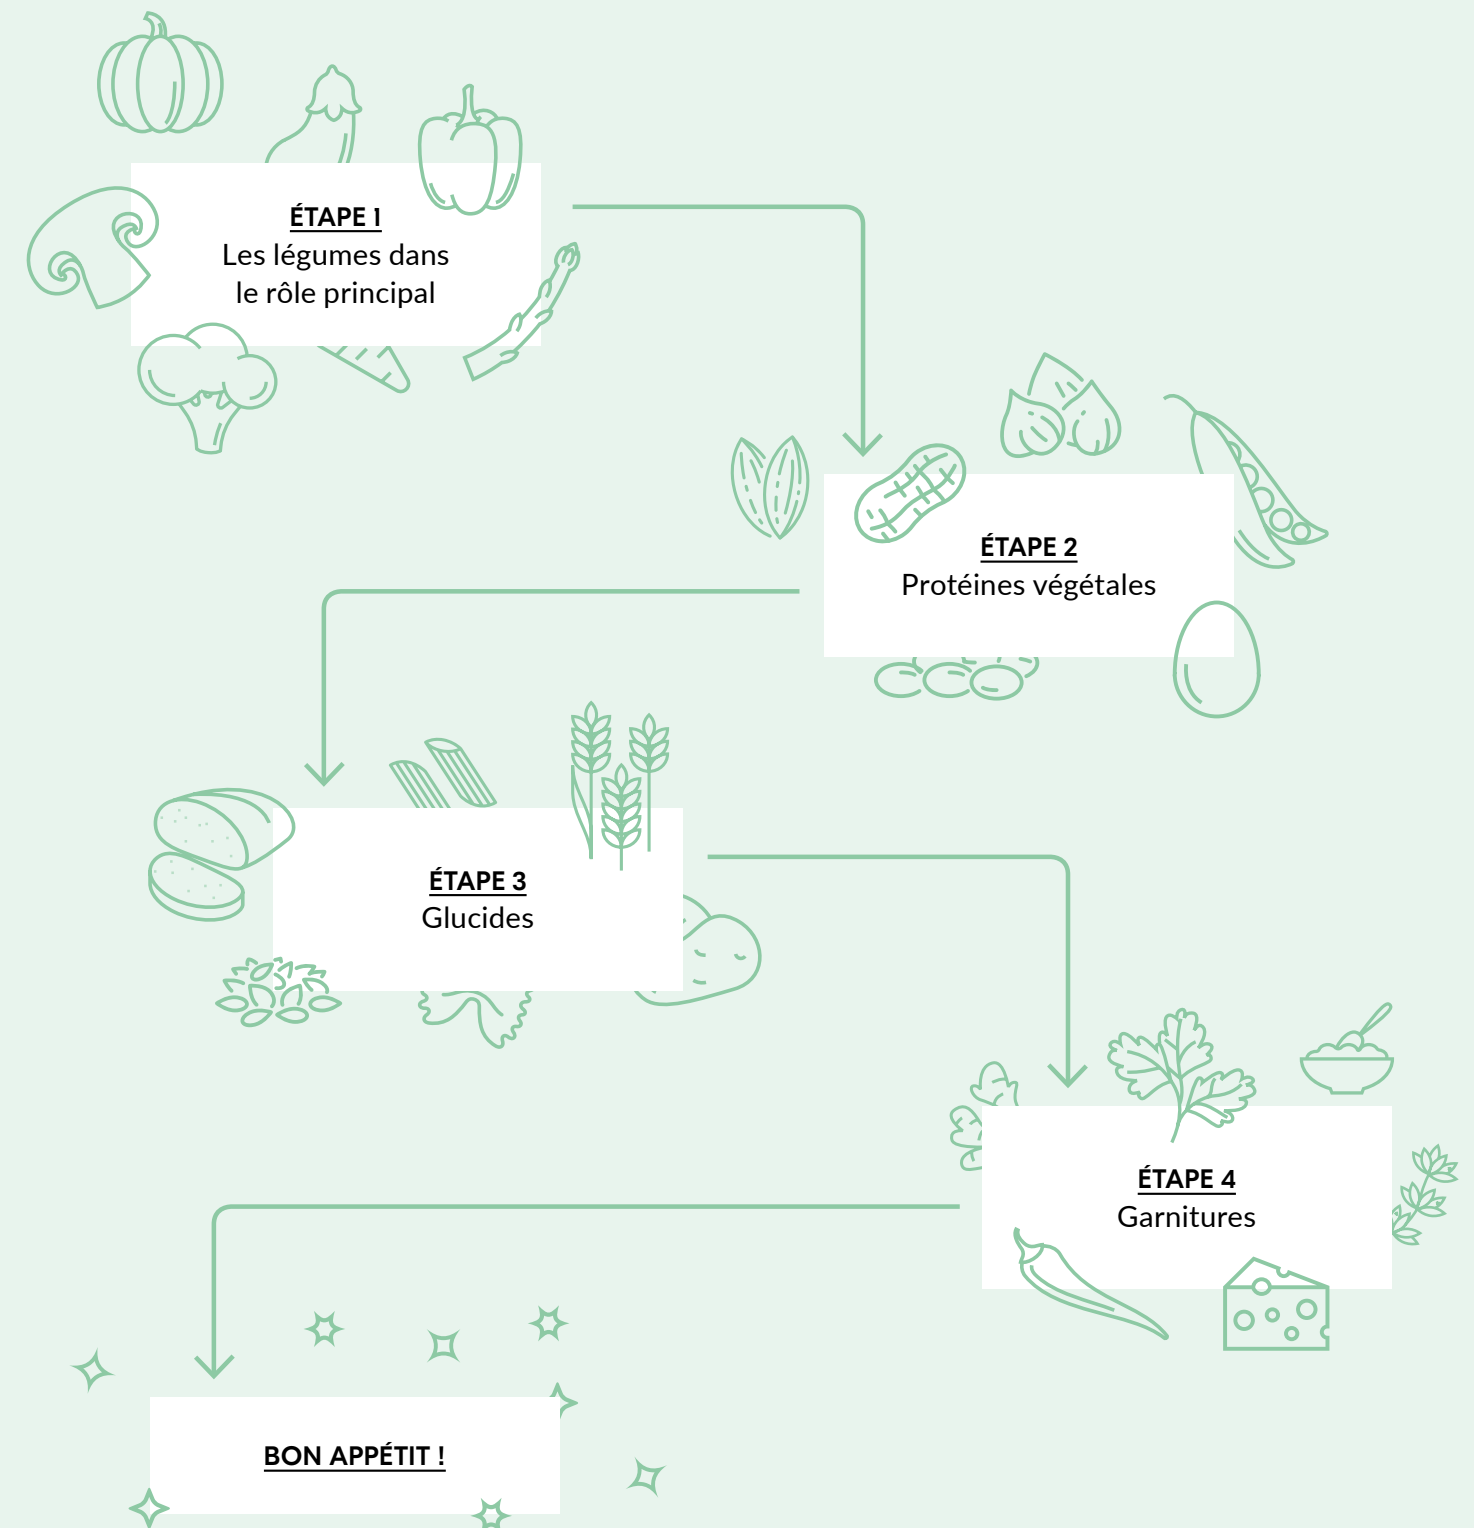 ÉTAPE 1
Les légumes dans
le rôle principal
ÉTAPE 2
Protéines végétales
ÉTAPE 3
Glucides
ÉTAPE 4
Garnitures
BON APPÉTIT !